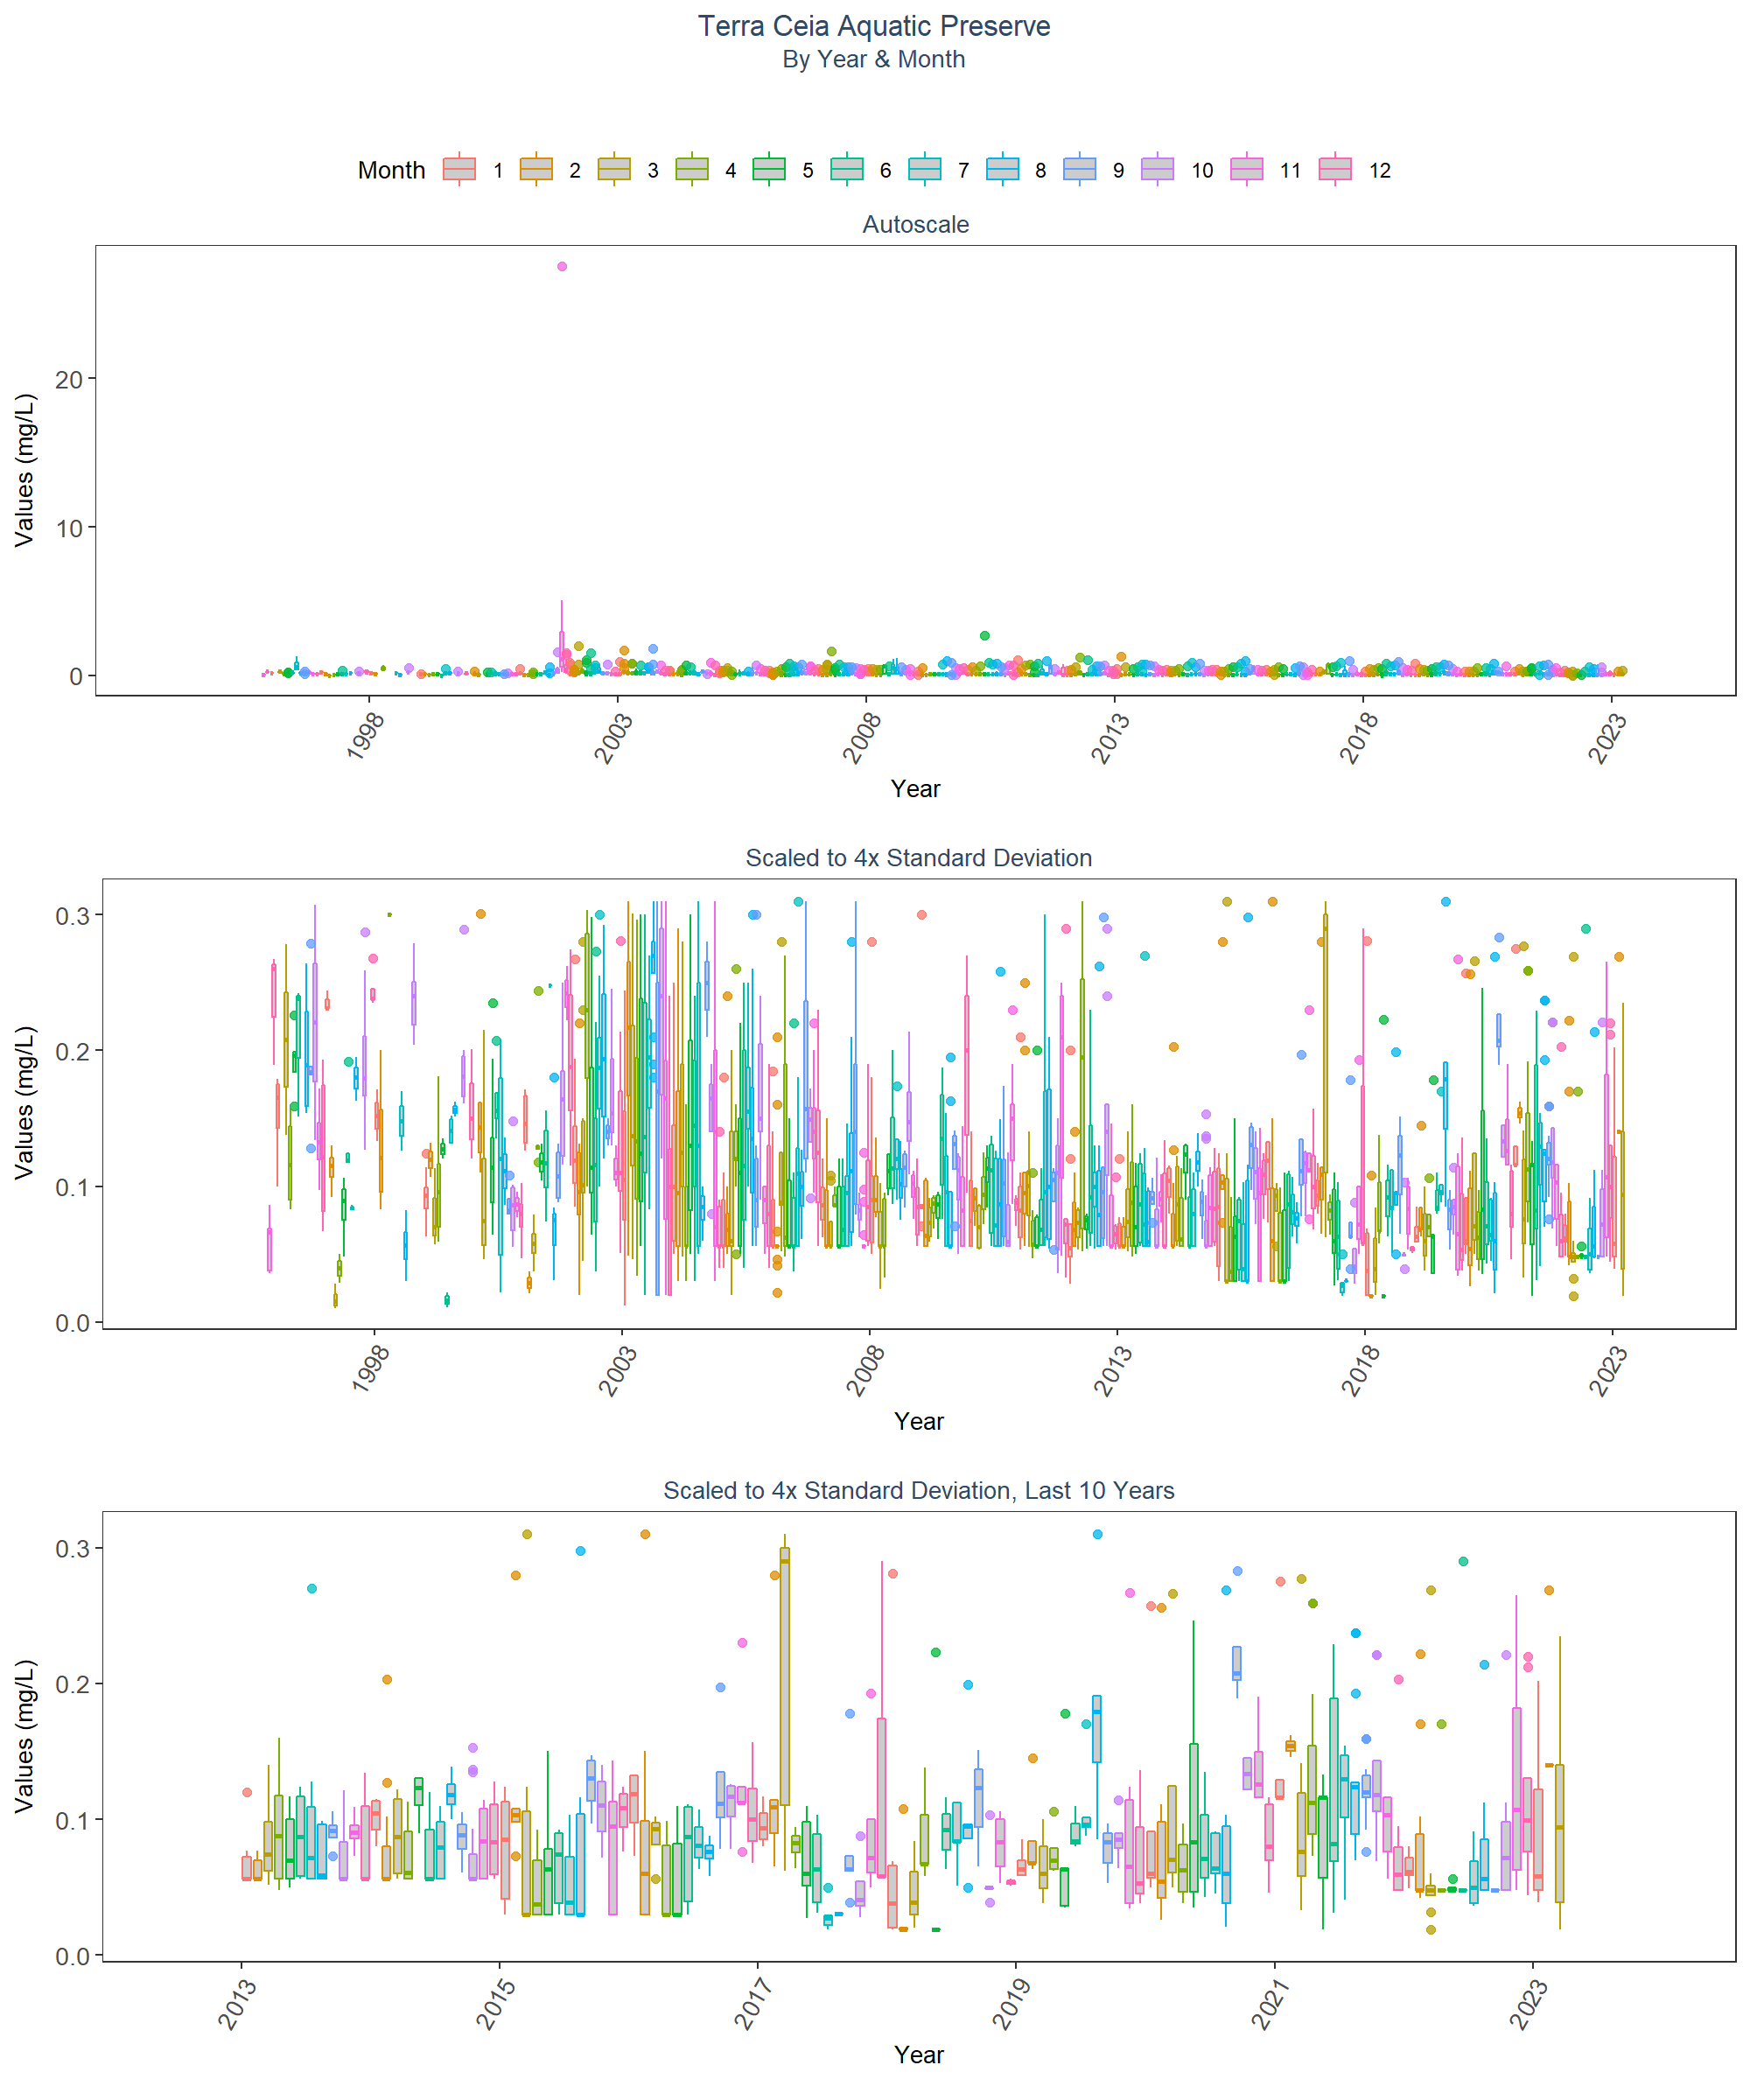 Terra Ceia Aquatic Preserve
By Year & Month
Month 1 2 3 4 5 6 7 8 9 10 11 12
Autoscale
Values (mg/L)
20
10
0
1998 2003 2008 2013 2018 2023
Year
Scaled to 4x Standard Deviation
Values (mg/L)
0.3
0.2
0.1
0.0
1998 2003 2008 2013 2018 2023
Year
Scaled to 4x Standard Deviation, Last 10 Years
Values (mg/L)
0.3
0.2
0.1
0.0
2013 2015 2017 2019 2021 2023
Year